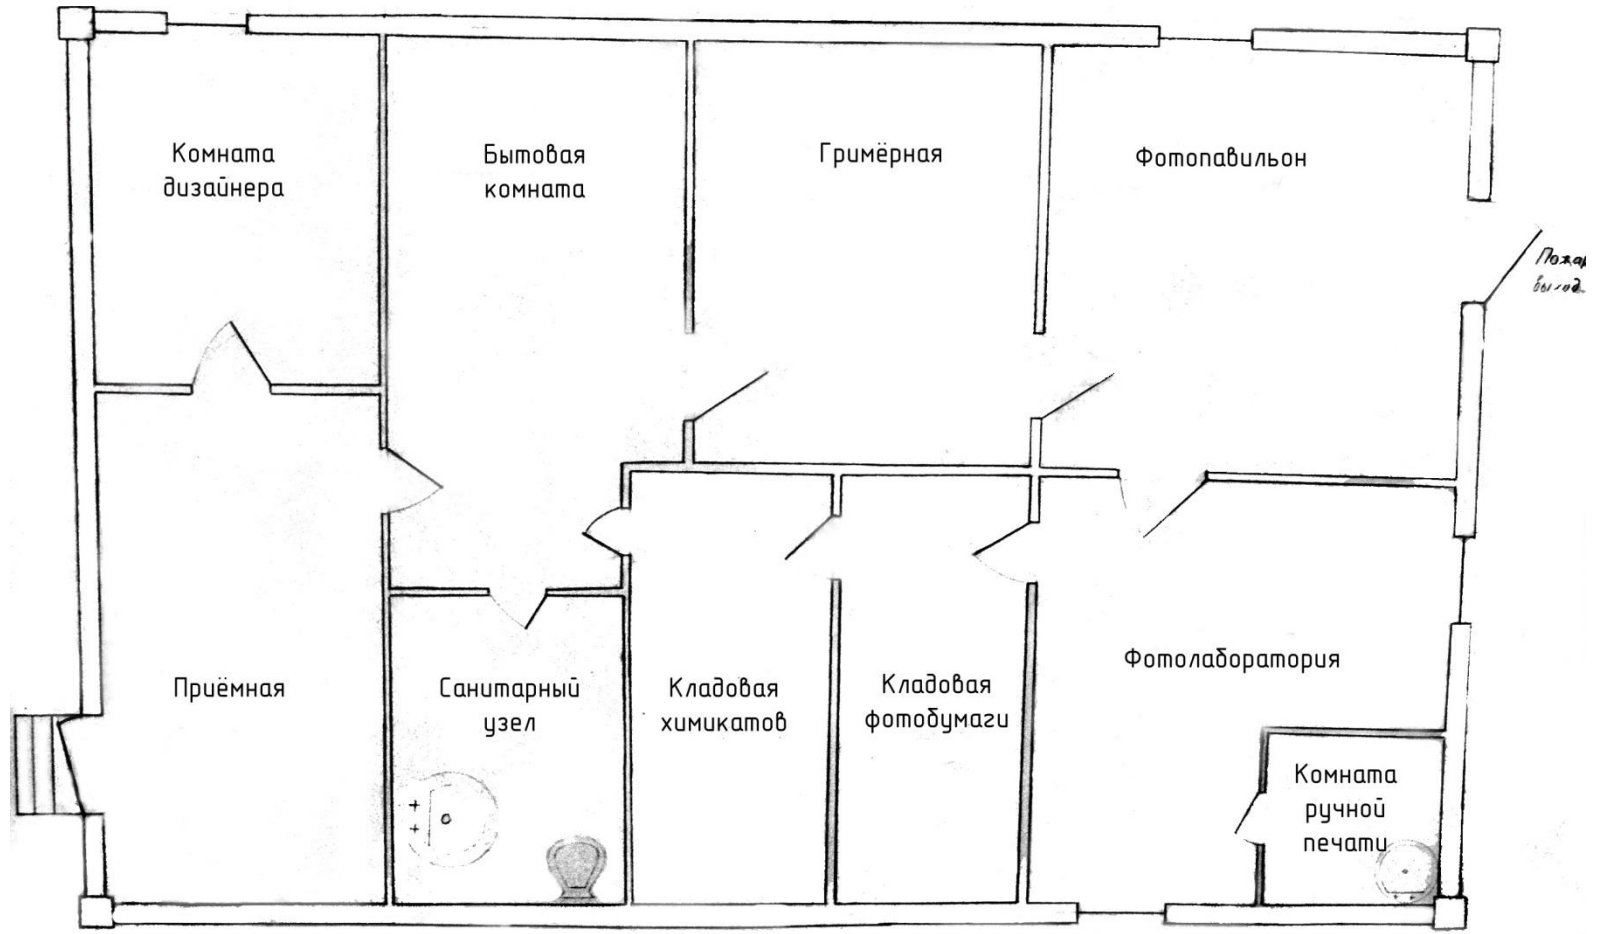 Комната
дизайнера
Бытовая
комната
Гримёрная
Фотопавильон
Приёмная
Санитарный
узел
Кладовая
химикатов
Кладовая
фотобумаги
Фотолаборатория
Комната
ручной
печати